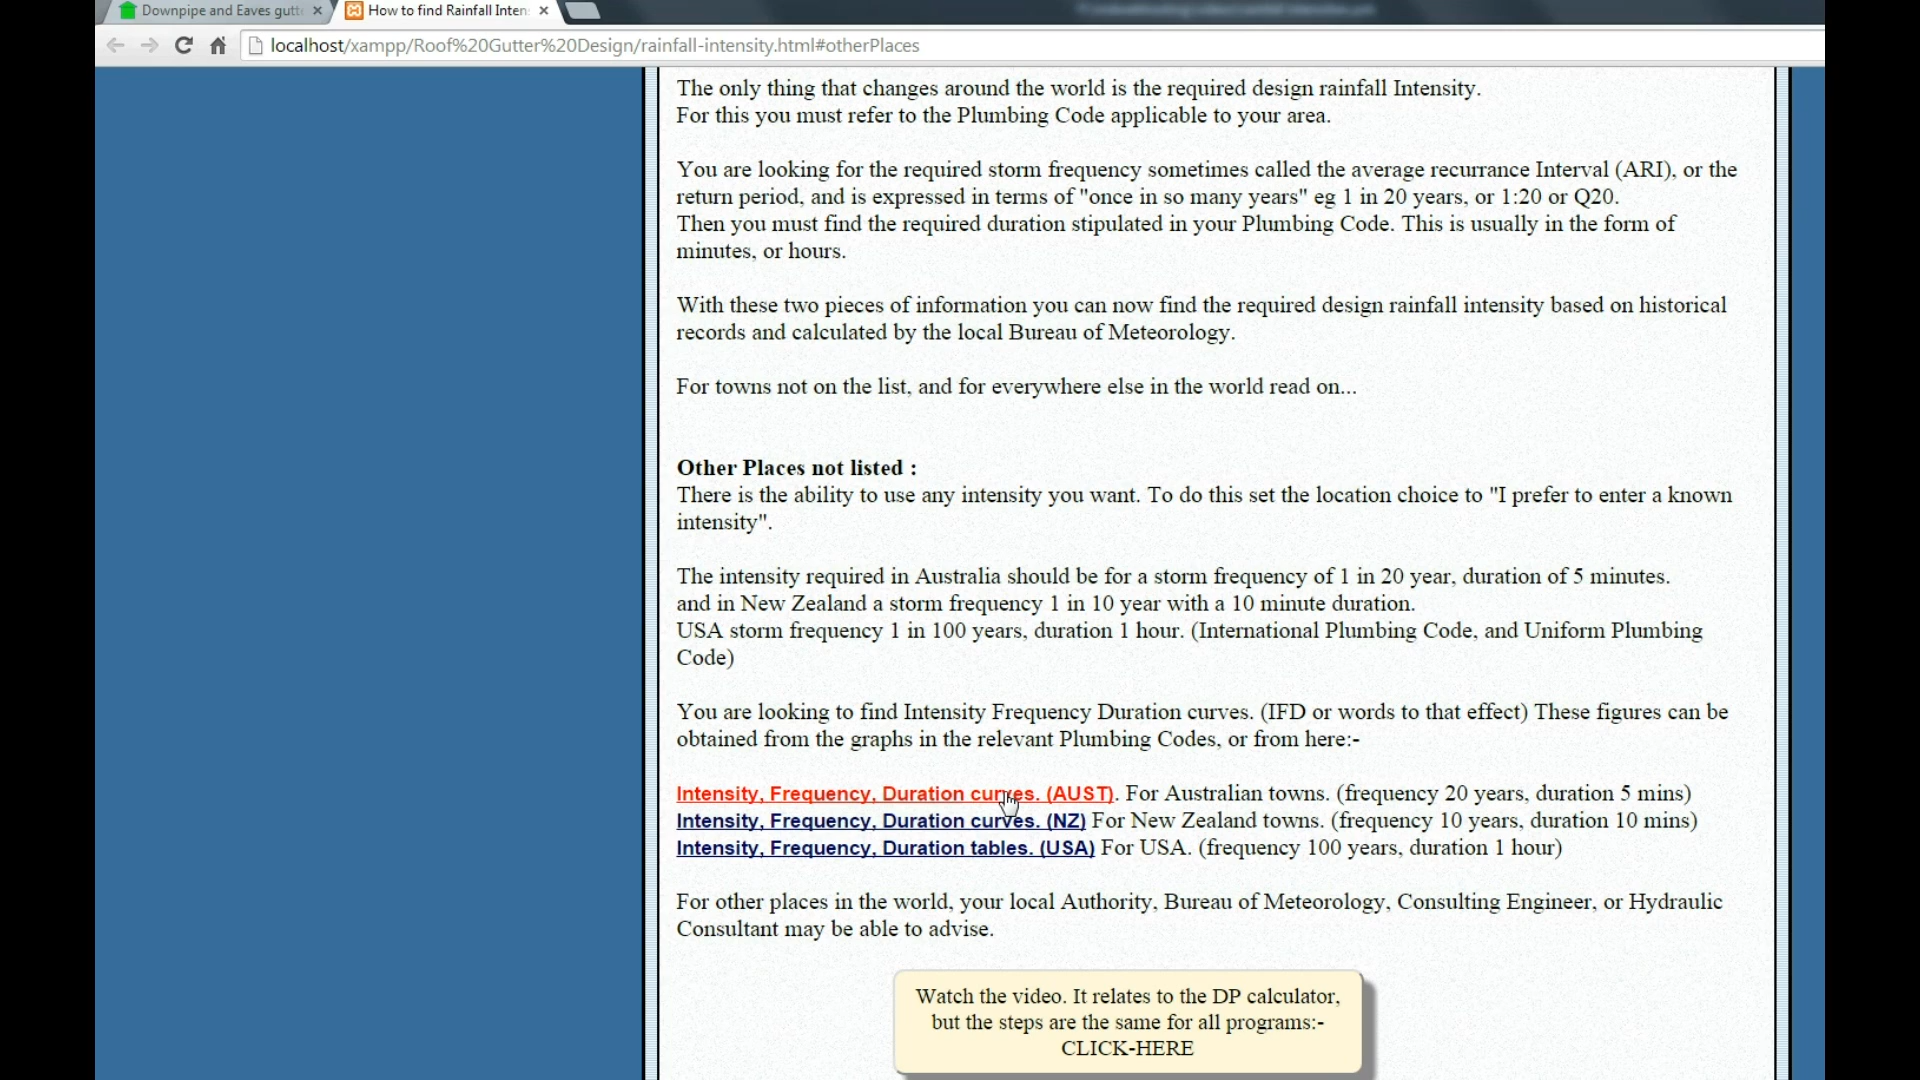 Downpipe and Eaves gutt
How to find Rainfall Inten
localhost/xampp/Roof%20Gutter%20Design/rainfall-intensity.html#otherPlaces
The only thing that changes around the world is the required design rainfall Intensity.
For this you must refer to the Plumbing Code applicable to your area.
You are looking for the required storm frequency sometimes called the average recurrance Interval (ARI), or the
return period, and is expressed in terms of "once in so many years" eg 1 in 20 years, or 1:20 or Q20.
Then you must find the required duration stipulated in your Plumbing Code. This is usually in the form of
minutes, or hours.
With these two pieces of information you can now find the required design rainfall intensity based on historical
records and calculated by the local Bureau of Meteorology.
For towns not on the list, and for everywhere else in the world read on...
Other Places not listed :
There is the ability to use any intensity you want. To do this set the location choice to "I prefer to enter a known
intensity".
The intensity required in Australia should be for a storm frequency of 1 in 20 year, duration of 5 minutes.
and in New Zealand a storm frequency 1 in 10 year with a 10 minute duration.
USA storm frequency 1 in 100 years, duration 1 hour. (International Plumbing Code, and Uniform Plumbing
Code)
You are looking to find Intensity Frequency Duration curves. (IFD or words to that effect) These figures can be
obtained from the graphs in the relevant Plumbing Codes, or from here:-
Intensity, Frequency, Duration curves. (AUST). For Australian towns. (frequency 20 years, duration 5 mins)
Intensity, Frequency, Duration curves. (NZ) For New Zealand towns. (frequency 10 years, duration 10 mins)
Intensity, Frequency, Duration tables. (USA) For USA. (frequency 100 years, duration 1 hour)
For other places in the world, your local Authority, Bureau of Meteorology, Consulting Engineer, or Hydraulic
Consultant may be able to advise.
Watch the video. It relates to the DP calculator,
but the steps are the same for all programs:-
CLICK-HERE